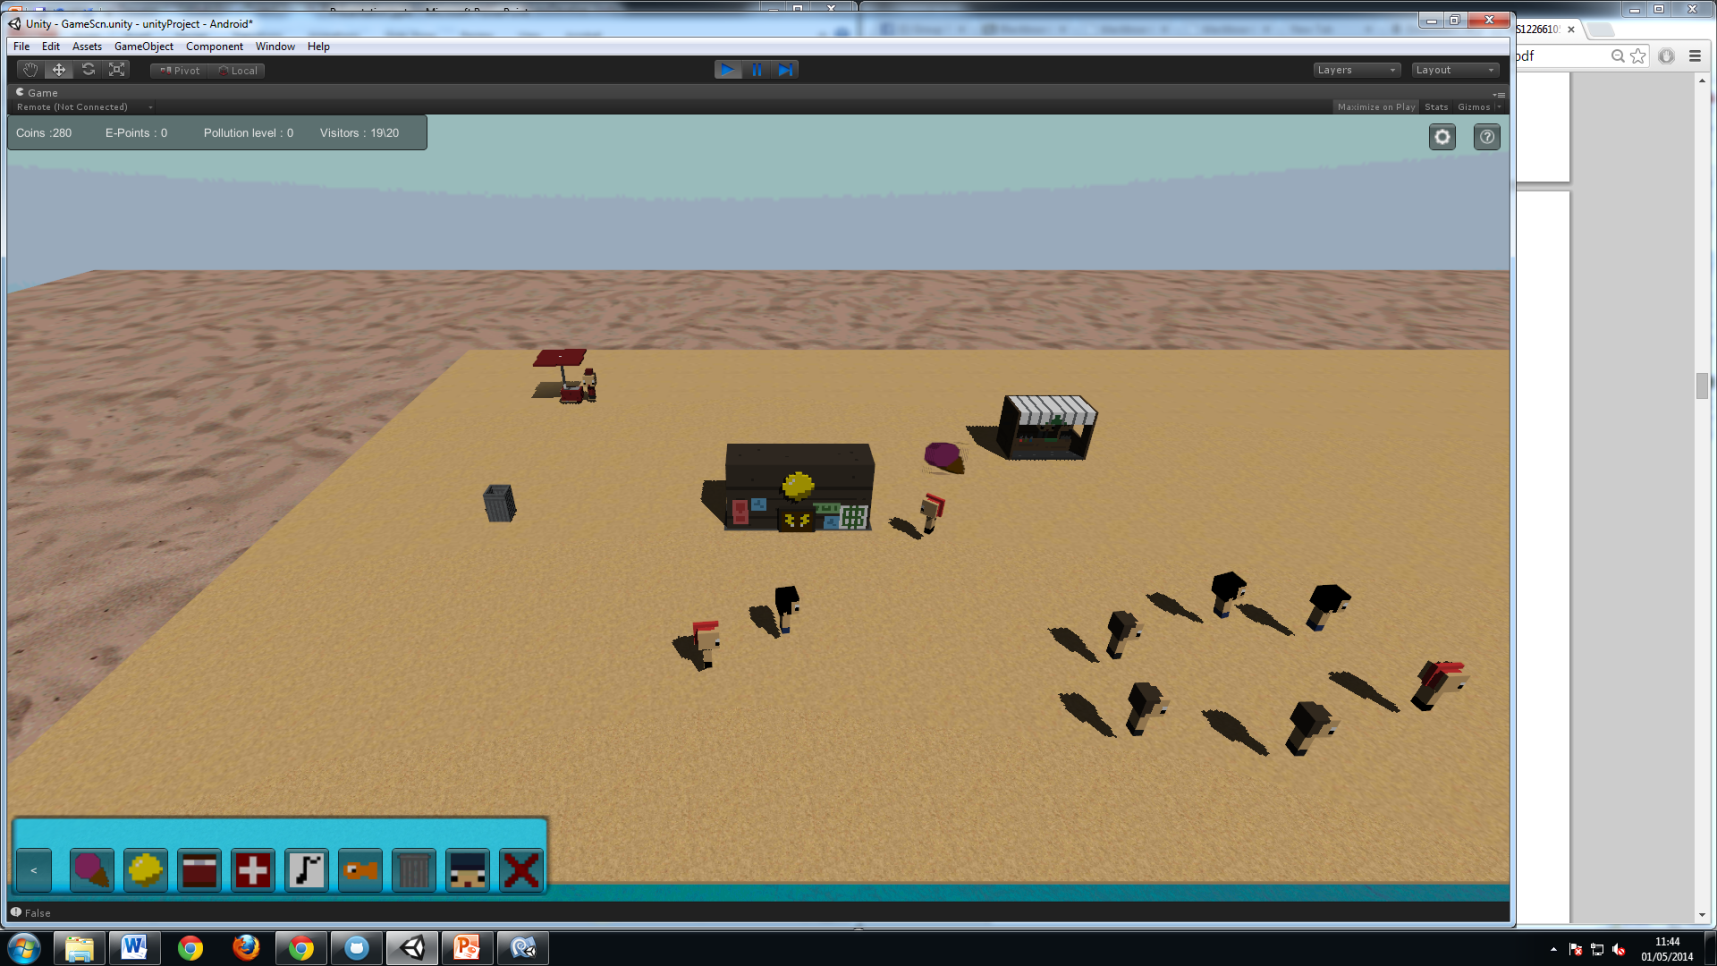 Unity - GameScn.unity - unityProject - Android*
S1226610
File Edit Assets GameObject Component Window Help
pdf
Pivot Local Layers Layout
Game
Remote (Not Connected) Maximize on Play Stats Gizmos
Coins :280 E-Points : 0 Pollution level : 0 Visitors : 19\20
<
False
11:44
01/05/2014